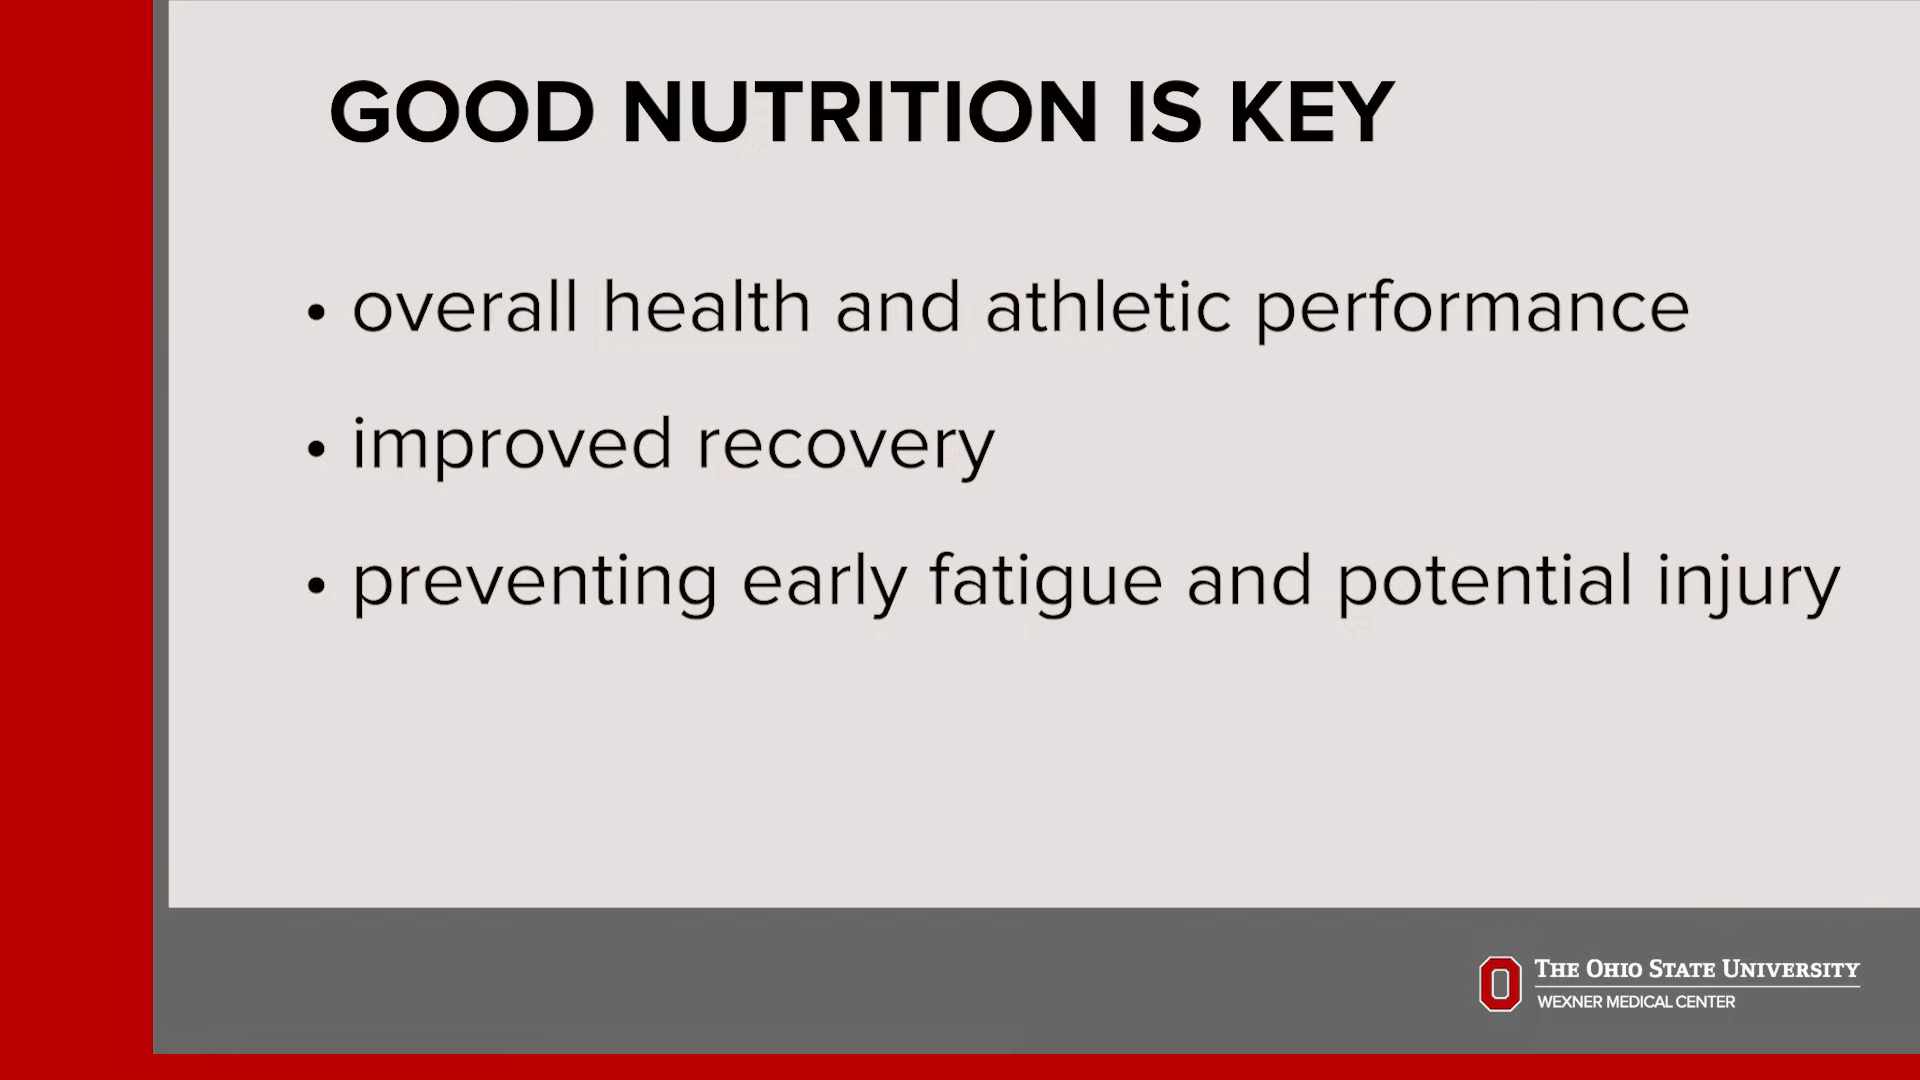 GOOD NUTRITION IS KEY
• overall health and athletic performance
• improved recovery
• preventing early fatigue and potential injury
THE OHIO STATE UNIVERSITY
WEXNER MEDICAL CENTER